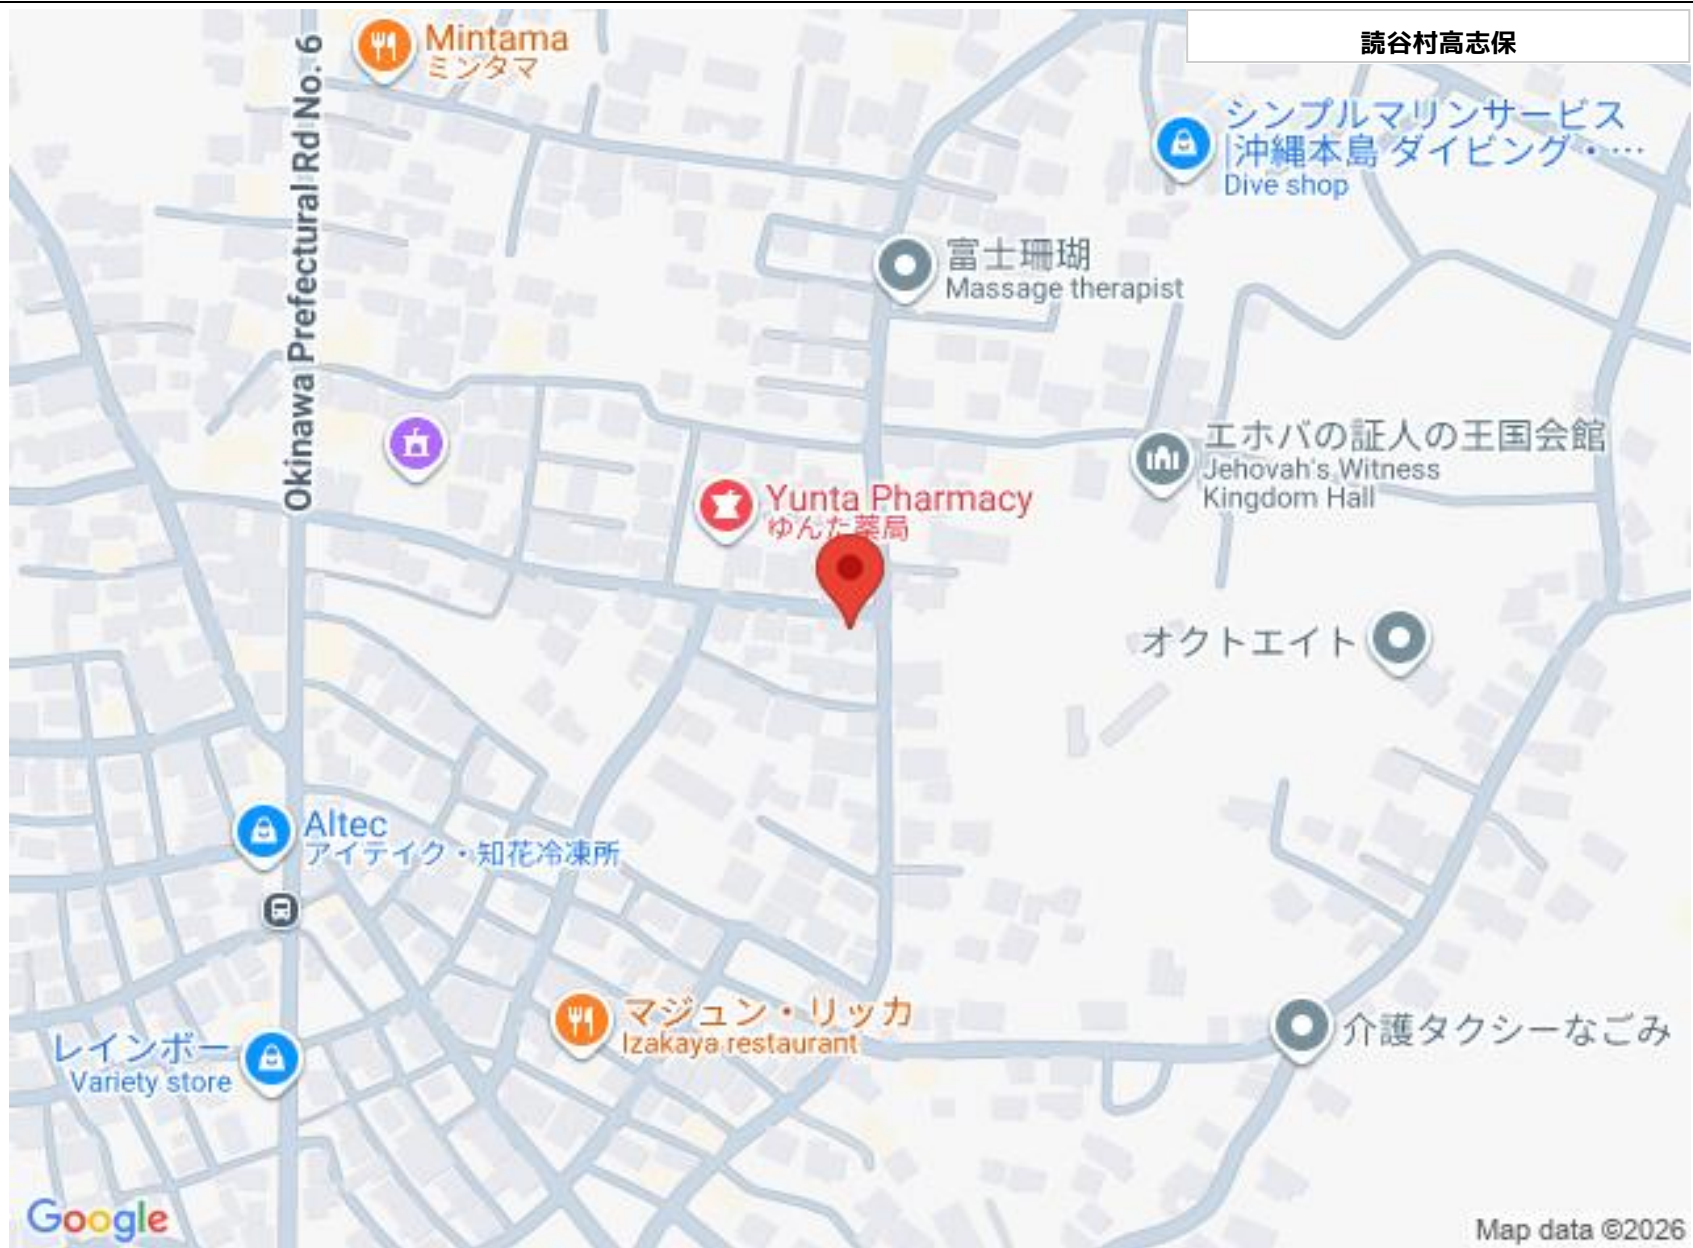 読谷村高志保
Mintama
ミンタマ
Okinawa Prefectural Rd No. 6
シンプルマリンサービス
|沖縄本島 ダイビング・…
Dive shop
富士珊瑚
Massage therapist
エホバの証人の王国会館
Jehovah's Witness
Kingdom Hall
Yunta Pharmacy
ゆんた薬局
オクトエイト
Altec
アイテイク・知花冷凍所
マジュン・リッカ
Izakaya restaurant
介護タクシーなごみ
レインボー
Variety store
Google
Map data ©2026